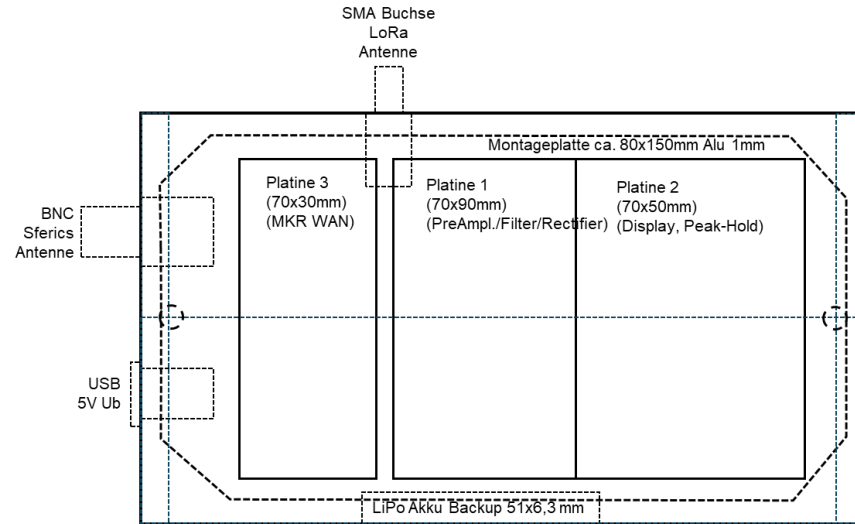 SMA Buchse
LoRa
Antenne
Montageplatte ca. 80x150mm Alu 1mm
Platine 3
(70x30mm)
(MKR WAN)
Platine 1
(70x90mm)
(PreAmpl./Filter/Rectifier)
Platine 2
(70x50mm)
(Display, Peak-Hold)
BNC
Sferics
Antenne
USB
5V Ub
LiPo Akku Backup 51x6,3 mm